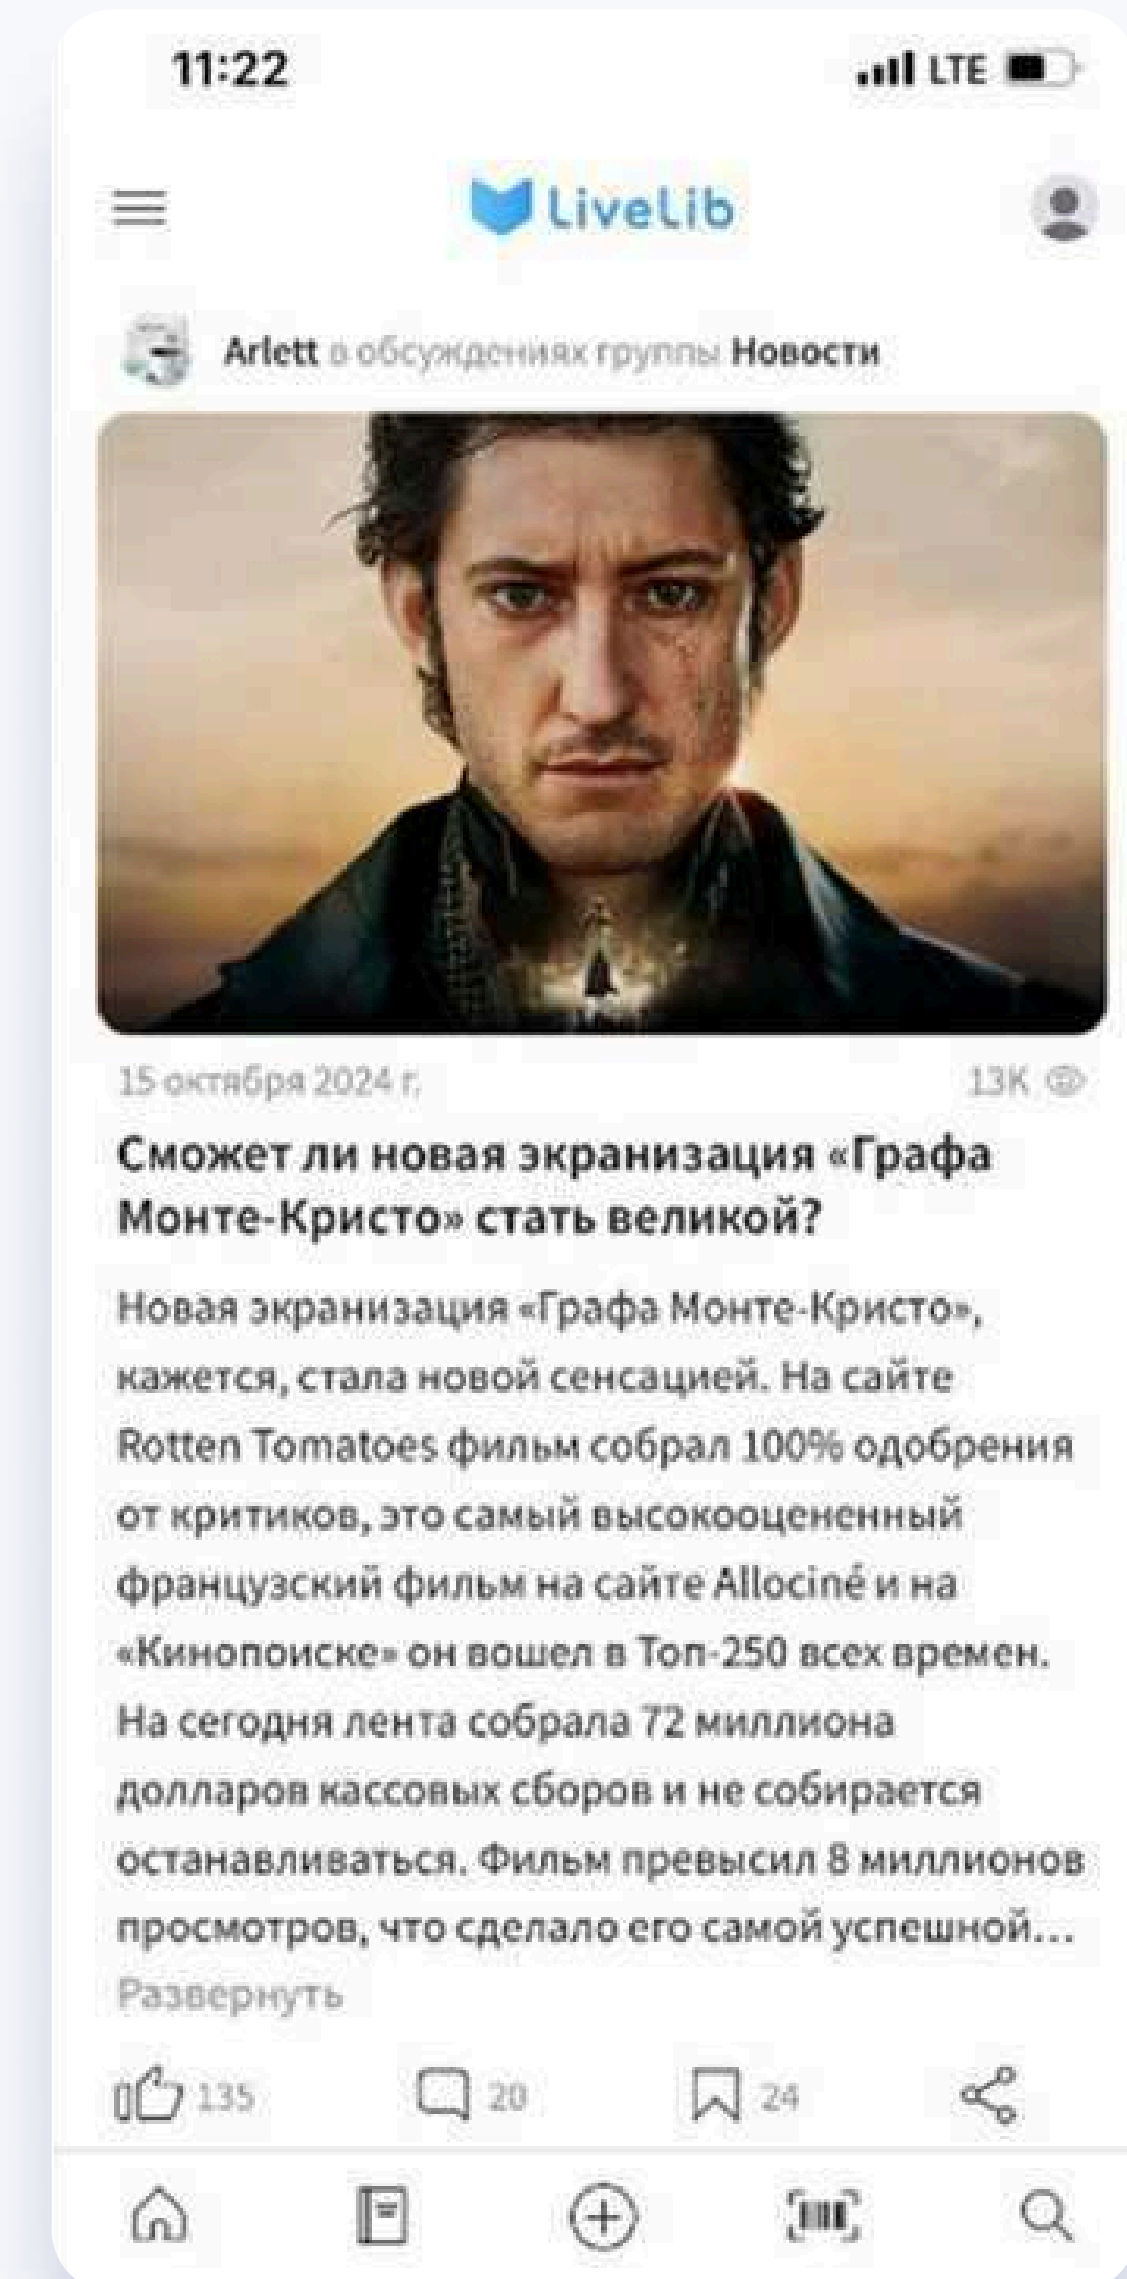 11:22
LTE
LiveLib
Arlett в обсуждениях группы Новости
15 октября 2024 г.
13K
Сможет ли новая экранизация «Графа
Монте-Кристо» стать великой?
Новая экранизация «Графа Монте-Кристо»,
кажется, стала новой сенсацией. На сайте
Rotten Tomatoes фильм собрал 100% одобрения
от критиков, это самый высокооцененный
французский фильм на сайте Allociné и на
«Кинопоиске» он вошел в Топ-250 всех времен.
На сегодня лента собрала 72 миллиона
долларов кассовых сборов и не собирается
останавливаться. Фильм превысил 8 миллионов
просмотров, что сделало его самой успешной...
Развернуть
135
20
24